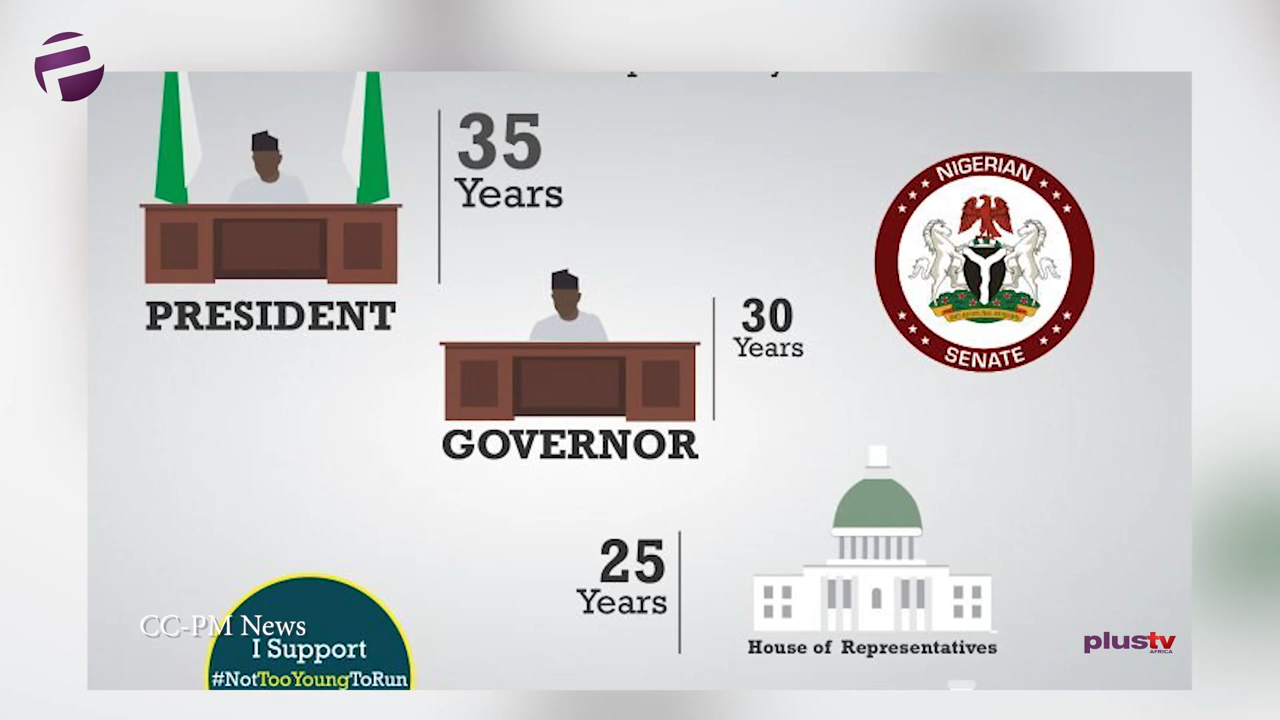 35
Years
PRESIDENT
NIGERIAN
SENATE
30
Years
GOVERNOR
25
Years
House of Representatives
CC-PM News
I Support
#NotTooYoungToRun
plustv
AFRICA